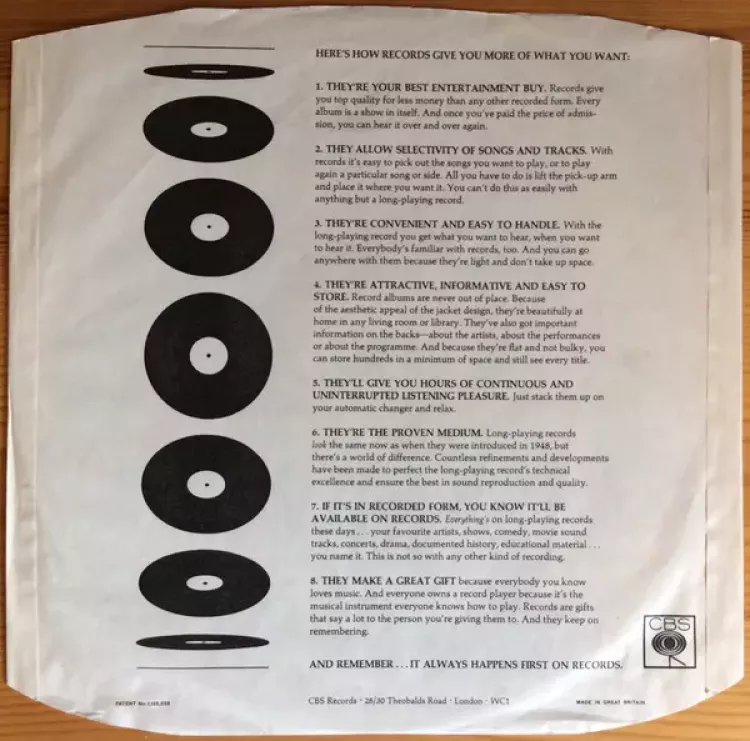 HERE'S HOW RECORDS GIVE YOU MORE OF WHAT YOU WANT:
1. THEY'RE YOUR BEST ENTERTAINMENT BUY. Records give
you top quality for less money than any other recorded form. Every
album is a show in itself. And once you've paid the price of admis-
sion, you can hear it over and over again.
2. THEY ALLOW SELECTIVITY OF SONGS AND TRACKS. With
records it's easy to pick out the songs you want to play, or to play
again a particular song or side. All you have to do is lift the pick-up arm
and place it where you want it. You can't do this as easily with
anything but a long-playing record.
3. THEY'RE CONVENIENT AND EASY TO HANDLE. With the
long-playing record you get what you want to hear, when you want
to hear it. Everybody's familiar with records, too. And you can go
anywhere with them because they're light and don't take up space.
4. THEY'RE ATTRACTIVE, INFORMATIVE AND EASY TO
STORE. Record albums are never out of place. Because
of the aesthetic appeal of the jacket design, they're beautifully at
home in any living room or library. They've also got important
information on the backs—about the artists, about the performances
or about the programme. And because they're flat and not bulky, you
can store hundreds in a minimum of space and still see every title.
5. THEY'LL GIVE YOU HOURS OF CONTINUOUS AND
UNINTERRUPTED LISTENING PLEASURE. Just stack them up on
your automatic changer and relax.
6. THEY'RE THE PROVEN MEDIUM. Long-playing records
look the same now as when they were introduced in 1948, but
there's a world of difference. Countless refinements and developments
have been made to perfect the long-playing record's technical
excellence and ensure the best in sound reproduction and quality.
7. IF IT'S IN RECORDED FORM, YOU KNOW IT'LL BE
AVAILABLE ON RECORDS. Everything's on long-playing records
these days . . . your favourite artists, shows, comedy, movie sound
tracks, concerts, drama, documented history, educational material . . .
you name it. This is not so with any other kind of recording.
8. THEY MAKE A GREAT GIFT because everybody you know
loves music. And everyone owns a record player because it's the
musical instrument everyone knows how to play. Records are gifts
that say a lot to the person you're giving them to. And they keep on
remembering.
CBS
AND REMEMBER . . . IT ALWAYS HAPPENS FIRST ON RECORDS.
PATENT No.
CBS Records · 28/30 Theobalds Road · London · WC1
MADE IN GREAT BRITAIN